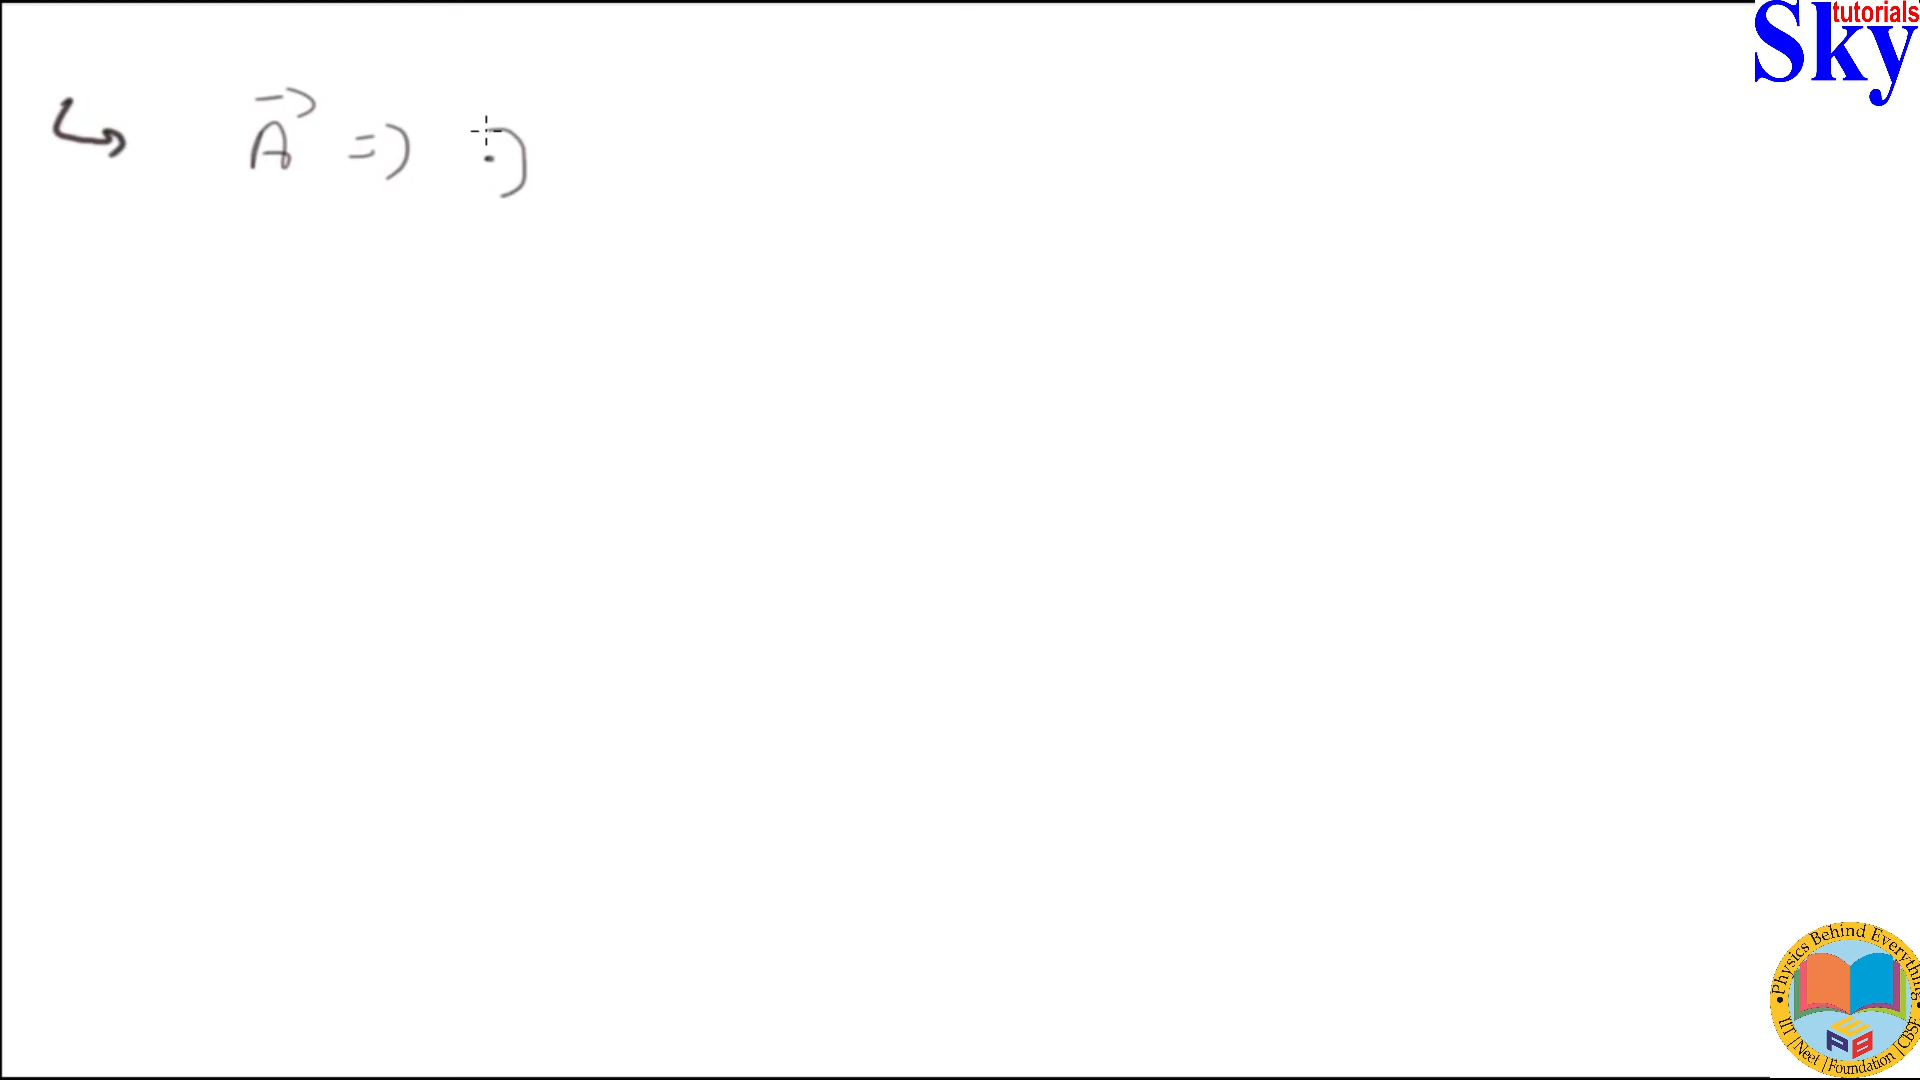 tutorials
Sky
A⃗ =>
• Physics Behind Everything •
IIT | Neet | Foundation | CBSE